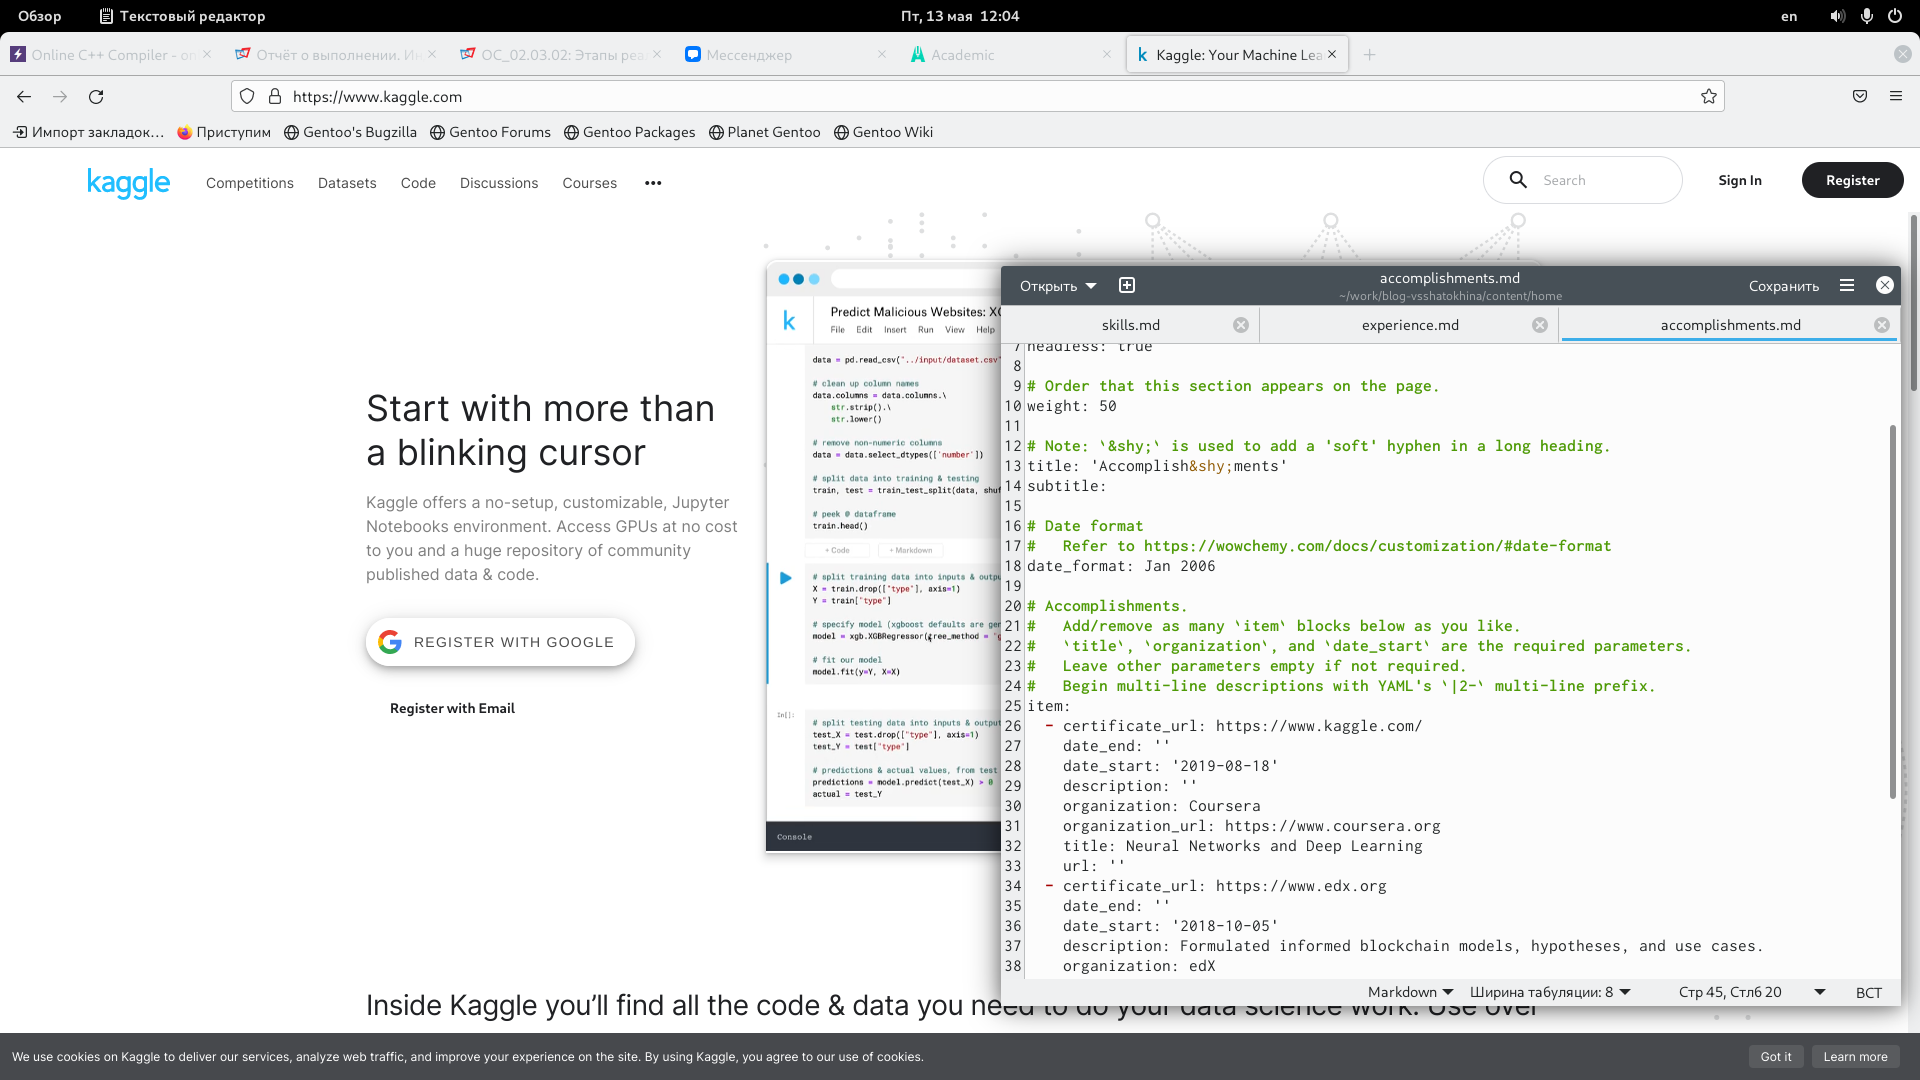 Обзор
Текстовый редактор
Пт, 13 мая 12:04
en
Online C++ Compiler - on
Отчёт о выполнении. Ин
ОС_02.03.02: Этапы реа
Мессенджер
Academic
Kaggle: Your Machine Lea
https://www.kaggle.com
Импорт закладок…
Приступим
Gentoo's Bugzilla
Gentoo Forums
Gentoo Packages
Planet Gentoo
Gentoo Wiki
kaggle
Competitions
Datasets
Code
Discussions
Courses
•••
Search
Sign In
Register
Start with more than
a blinking cursor
Kaggle offers a no-setup, customizable, Jupyter
Notebooks environment. Access GPUs at no cost
to you and a huge repository of community
published data & code.
REGISTER WITH GOOGLE
Register with Email
k
Predict Malicious Websites: XG
File Edit Insert Run View Help
data = pd.read_csv("../input/dataset.csv"
# clean up column names
data.columns = data.columns.\
str.strip().\
str.lower()
# remove non-numeric columns
data = data.select_dtypes(['number'])
# split data into training & testing
train, test = train_test_split(data, shuf
# peek @ dataframe
train.head()
+ Code
+ Markdown
# split training data into inputs & outpu
X = train.drop(["type"], axis=1)
Y = train["type"]
# specify model (xgboost defaults are gen
model = xgb.XGBRegressor(tree_method = "g
# fit our model
model.fit(y=Y, X=X)
In[]:
# split testing data into inputs & output
test_X = test.drop(["type"], axis=1)
test_Y = test["type"]
# predictions & actual values, from test
predictions = model.predict(test_X) > 0
actual = test_Y
Console
Открыть
accomplishments.md
~/work/blog-vsshatokhina/content/home
Сохранить
skills.md
experience.md
accomplishments.md
7 headless: true
8
9 # Order that this section appears on the page.
10 weight: 50
11
12 # Note: `&shy;` is used to add a 'soft' hyphen in a long heading.
13 title: 'Accomplish&shy;ments'
14 subtitle:
15
16 # Date format
17 #   Refer to https://wowchemy.com/docs/customization/#date-format
18 date_format: Jan 2006
19
20 # Accomplishments.
21 #   Add/remove as many `item` blocks below as you like.
22 #   `title`, `organization`, and `date_start` are the required parameters.
23 #   Leave other parameters empty if not required.
24 #   Begin multi-line descriptions with YAML's `|2-` multi-line prefix.
25 item:
26   - certificate_url: https://www.kaggle.com/
27     date_end: ''
28     date_start: '2019-08-18'
29     description: ''
30     organization: Coursera
31     organization_url: https://www.coursera.org
32     title: Neural Networks and Deep Learning
33     url: ''
34   - certificate_url: https://www.edx.org
35     date_end: ''
36     date_start: '2018-10-05'
37     description: Formulated informed blockchain models, hypotheses, and use cases.
38     organization: edX
Markdown
Ширина табуляции: 8
Стр 45, Стлб 20
ВСТ
Inside Kaggle you'll find all the code & data you need to do your data science work. Use over
We use cookies on Kaggle to deliver our services, analyze web traffic, and improve your experience on the site. By using Kaggle, you agree to our use of cookies.
Got it
Learn more